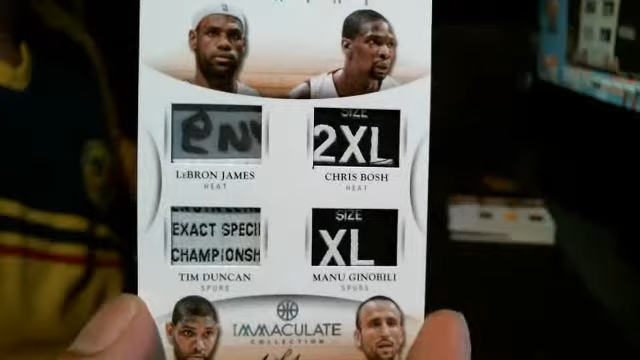 SIZE
2XL
LEBRON JAMES
HEAT
CHRIS BOSH
HEAT
EXACT SPECI
CHAMPIONSH
SIZE
XL
TIM DUNCAN
SPURS
MANU GINOBILI
SPURS
IMMACULATE
COLLECTION